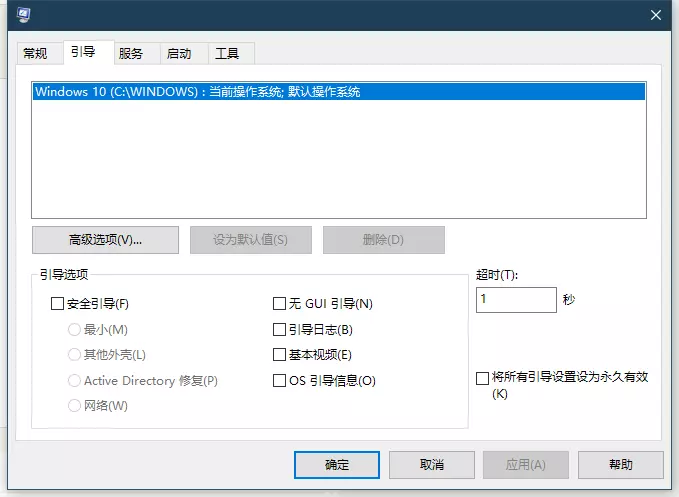 常规 引导 服务 启动 工具
Windows 10 (C:\WINDOWS) : 当前操作系统; 默认操作系统
高级选项(V)... 设为默认值(S) 删除(D)
引导选项
安全引导(F)
最小(M)
其他外壳(L)
Active Directory 修复(P)
网络(W)
无 GUI 引导(N)
引导日志(B)
基本视频(E)
OS 引导信息(O)
超时(T):
1 秒
将所有引导设置设为永久有效
(K)
确定 取消 应用(A) 帮助